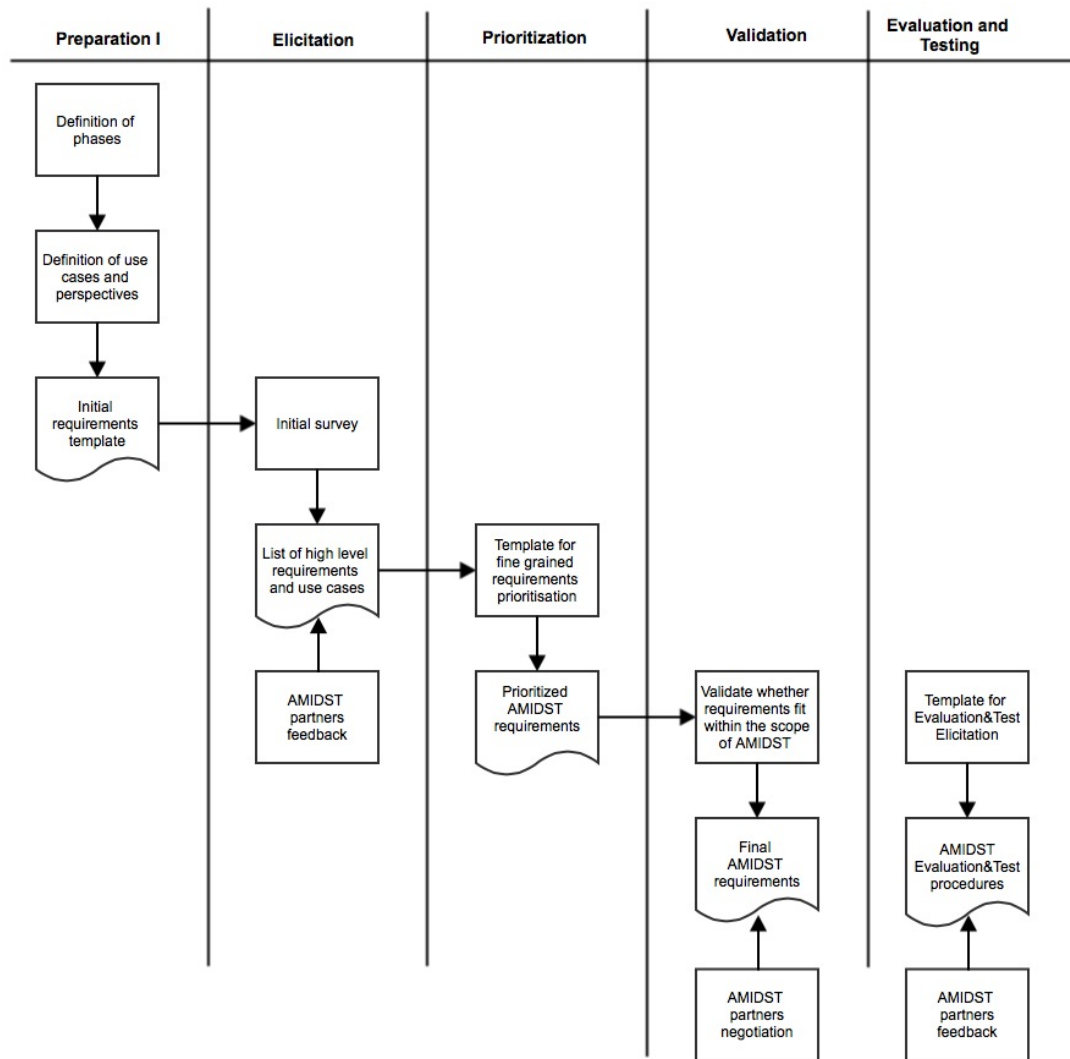 Preparation I
Elicitation
Prioritization
Validation
Evaluation and
Testing
Definition of
phases
Definition of use
cases and
perspectives
Initial
requirements
template
Initial survey
List of high level
requirements
and use cases
AMIDST
partners
feedback
Template for
fine grained
requirements
prioritisation
Prioritized
AMIDST
requirements
Validate whether
requirements fit
within the scope
of AMIDST
Final
AMIDST
requirements
AMIDST
partners
negotiation
Template for
Evaluation&Test
Elicitation
AMIDST
Evaluation&Test
procedures
AMIDST
partners
feedback